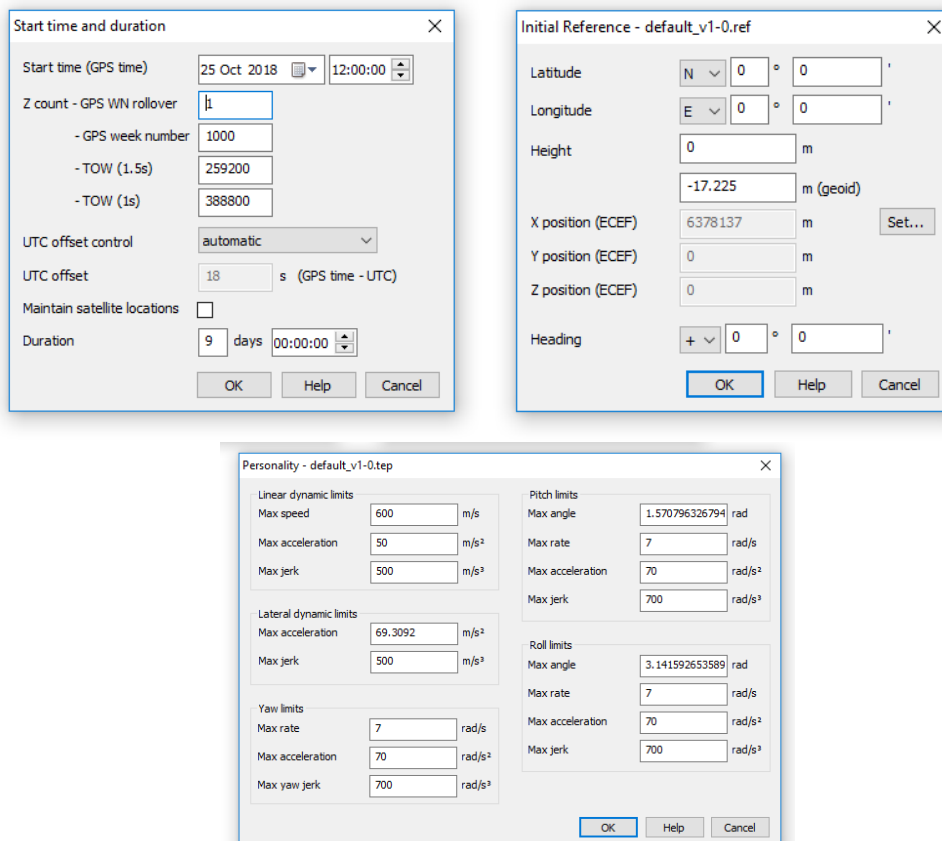 Start time and duration
Start time (GPS time) 25 Oct 2018 12:00:00
Z count - GPS WN rollover 1
- GPS week number 1000
- TOW (1.5s) 259200
- TOW (1s) 388800
UTC offset control automatic
UTC offset 18 s (GPS time - UTC)
Maintain satellite locations
Duration 9 days 00:00:00
OK Help Cancel
Initial Reference - default_v1-0.ref
Latitude N 0 ° 0 '
Longitude E 0 ° 0 '
Height 0 m
-17.225 m (geoid)
X position (ECEF) 6378137 m Set...
Y position (ECEF) 0 m
Z position (ECEF) 0 m
Heading + 0 ° 0 '
OK Help Cancel
Personality - default_v1-0.tep
Linear dynamic limits
Max speed 600 m/s
Max acceleration 50 m/s²
Max jerk 500 m/s³
Lateral dynamic limits
Max acceleration 69.3092 m/s²
Max jerk 500 m/s³
Yaw limits
Max rate 7 rad/s
Max acceleration 70 rad/s²
Max yaw jerk 700 rad/s³
Pitch limits
Max angle 1.570796326794 rad
Max rate 7 rad/s
Max acceleration 70 rad/s²
Max jerk 700 rad/s³
Roll limits
Max angle 3.141592653589 rad
Max rate 7 rad/s
Max acceleration 70 rad/s²
Max jerk 700 rad/s³
OK Help Cancel